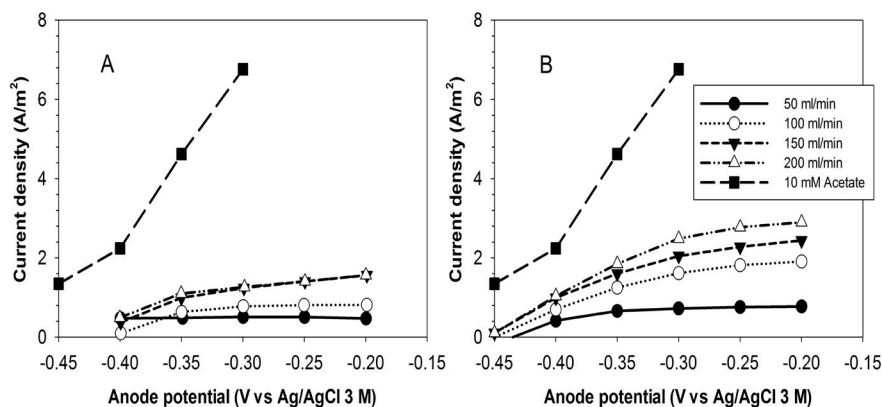 A
B
Current density (A/m²)
8
6
4
2
0
-0.45 -0.40 -0.35 -0.30 -0.25 -0.20 -0.15
Anode potential (V vs Ag/AgCl 3 M)
Current density (A/m²)
8
6
4
2
0
-0.45 -0.40 -0.35 -0.30 -0.25 -0.20 -0.15
Anode potential (V vs Ag/AgCl 3 M)
50 ml/min
100 ml/min
150 ml/min
200 ml/min
10 mM Acetate